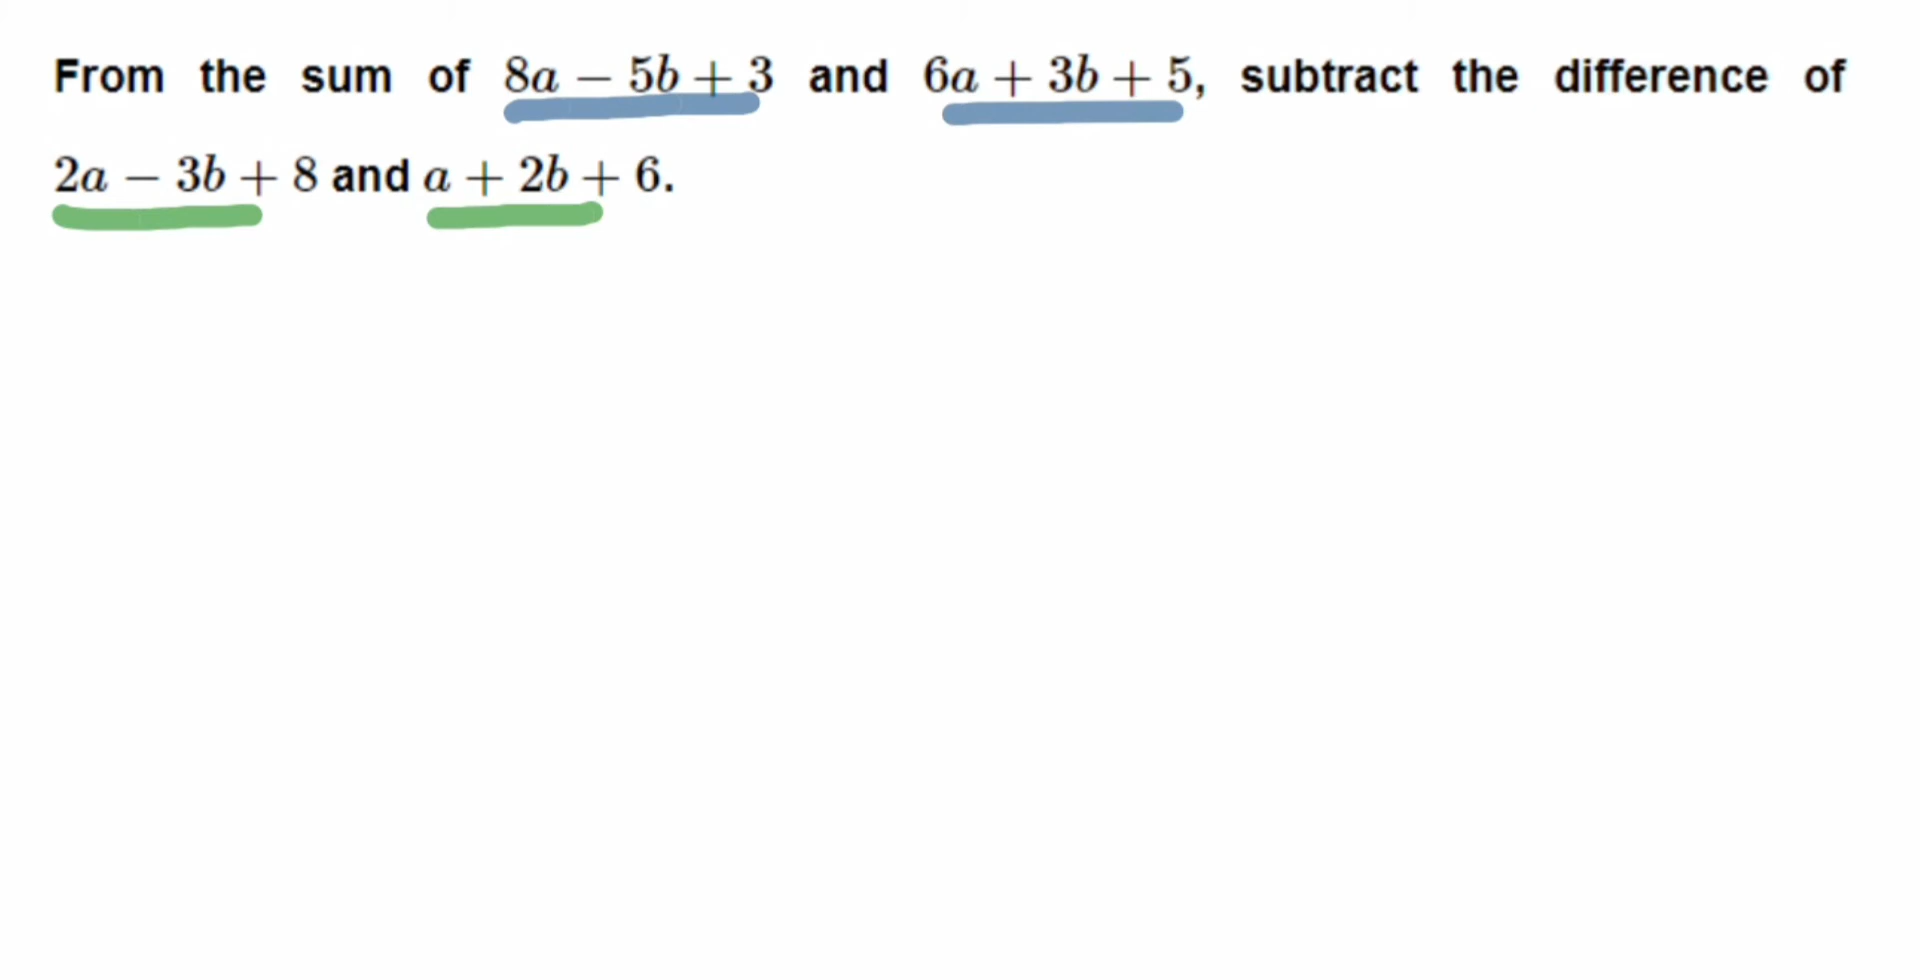 From the sum of 8a − 5b + 3 and 6a + 3b + 5, subtract the difference of
2a − 3b + 8 and a + 2b + 6.